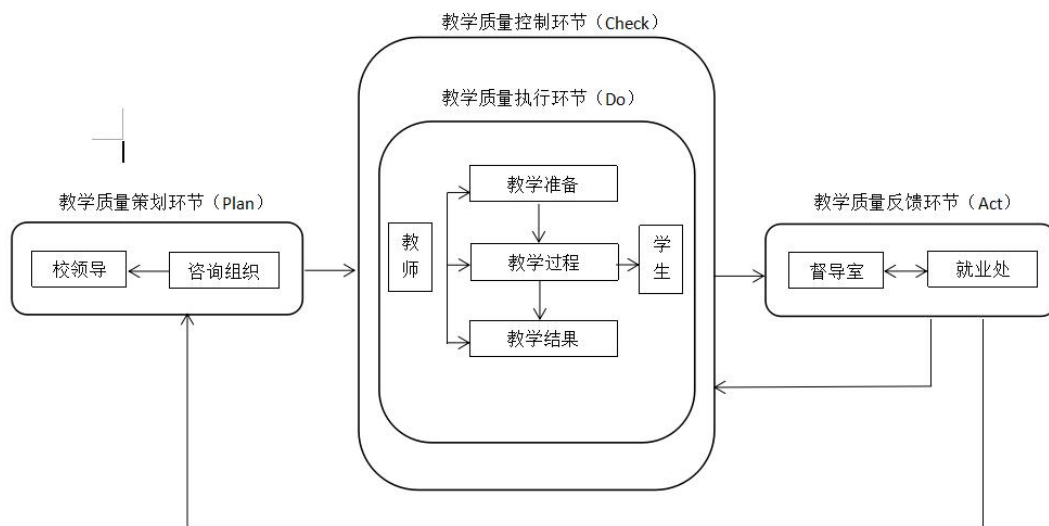 教学质量控制环节（Check）
教学质量执行环节（Do）
教学准备
教学质量策划环节（Plan）
教学质量反馈环节（Act）
教师
学生
校领导
咨询组织
教学过程
督导室
就业处
教学结果